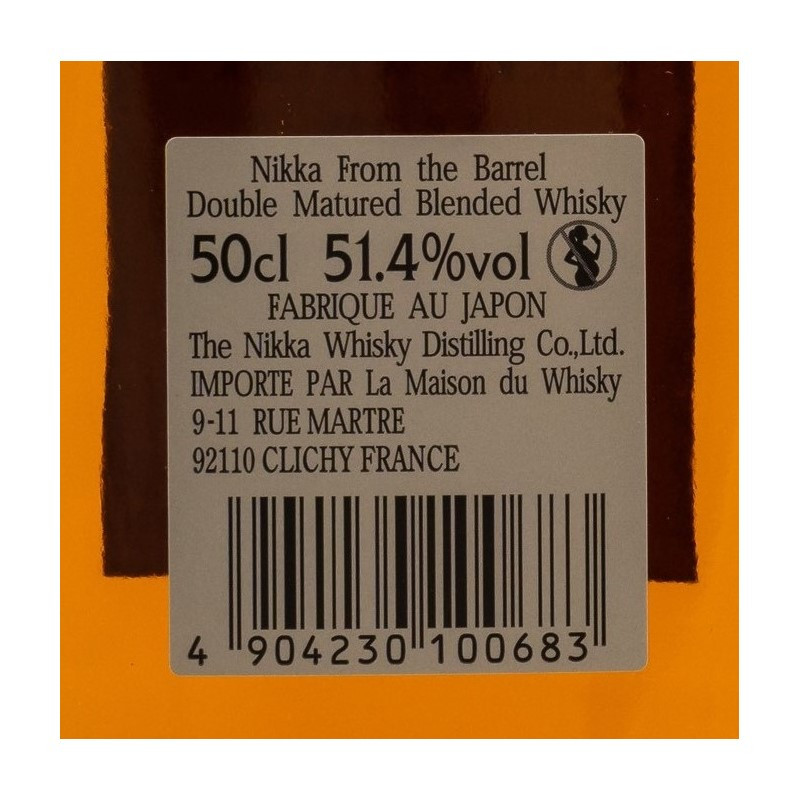 Nikka From the Barrel
Double Matured Blended Whisky
50cl 51.4%vol
FABRIQUE AU JAPON
The Nikka Whisky Distilling Co.,Ltd.
IMPORTE PAR La Maison du Whisky
9-11 RUE MARTRE
92110 CLICHY FRANCE
4 904230 100683